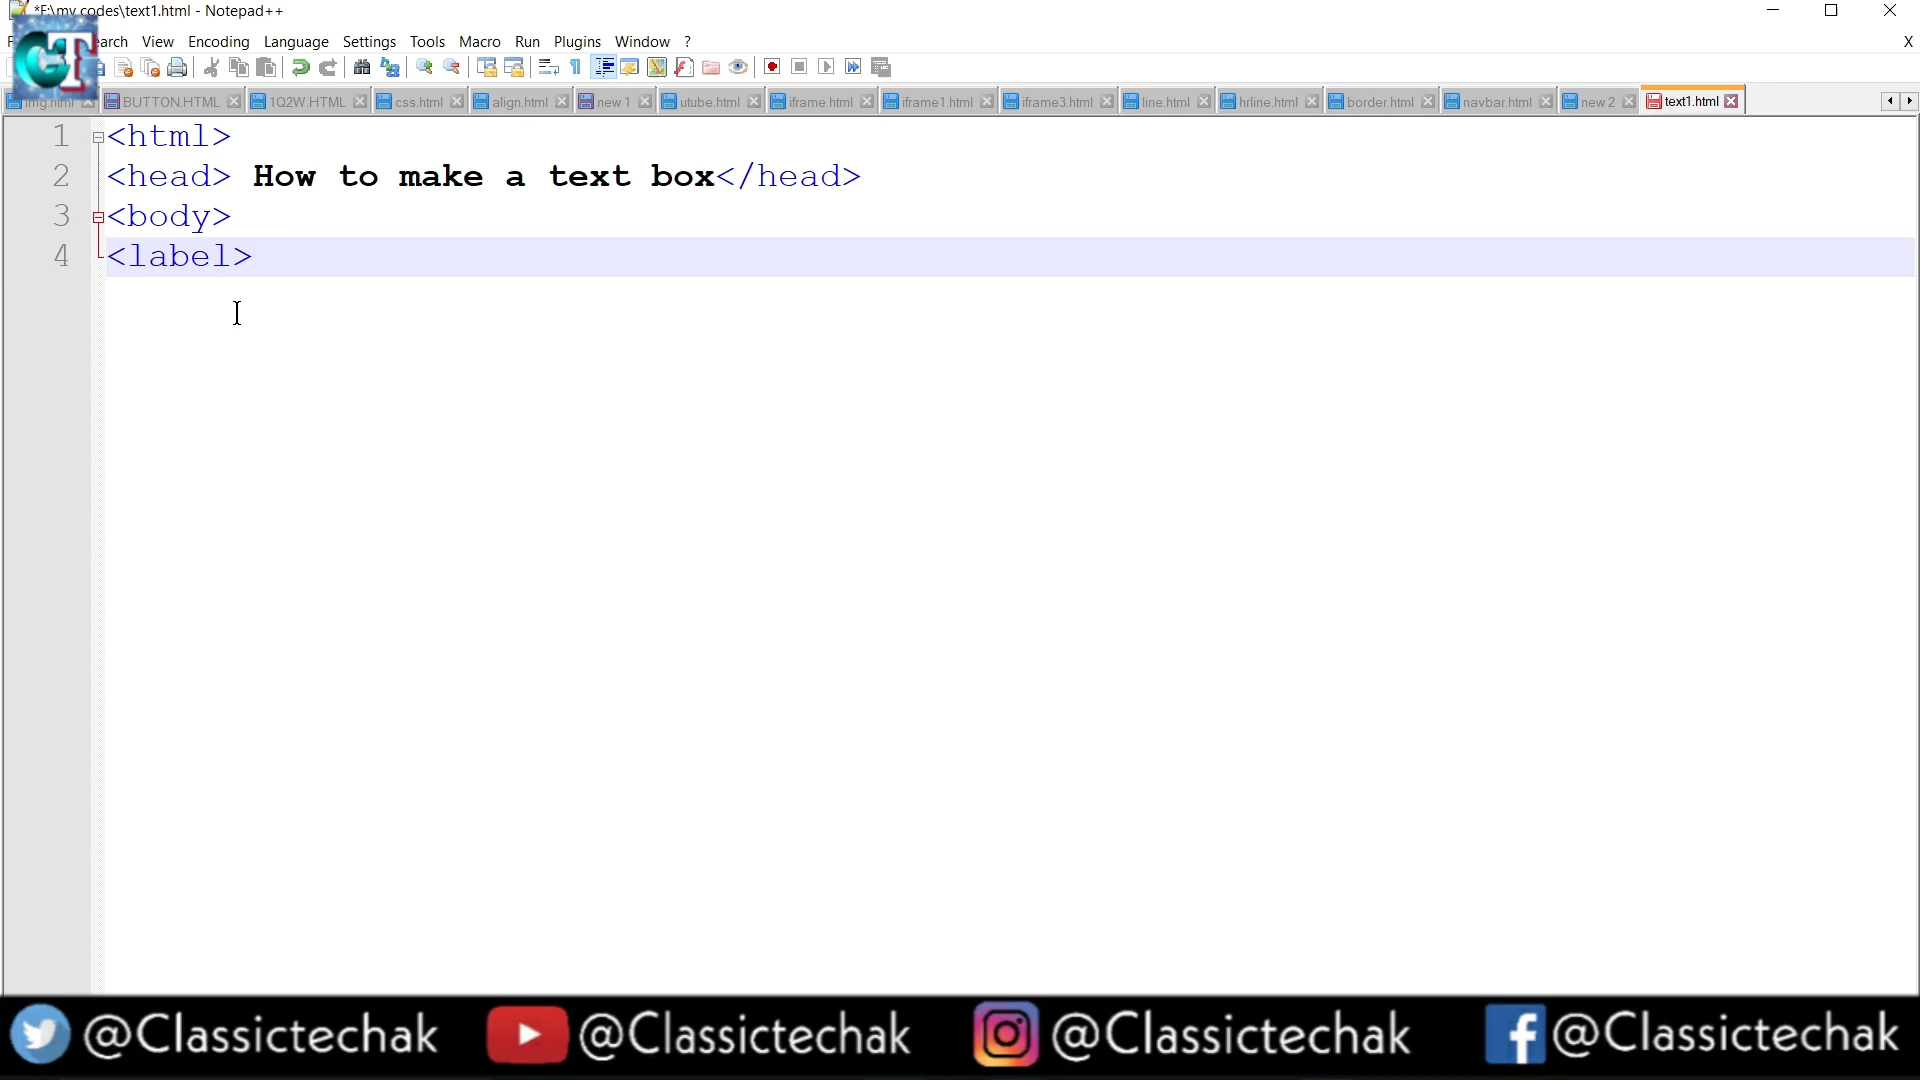 *F:\my codes\text1.html - Notepad++
arch View Encoding Language Settings Tools Macro Run Plugins Window ? X
GT
img.html BUTTON.HTML 1Q2W.HTML css.html align.html new 1 utube.html iframe.html iframe1.html iframe3.html line.html hrline.html border.html navbar.html new 2 text1.html
1 <html>
2 <head> How to make a text box</head>
3 <body>
4 <label>
@Classictechak @Classictechak @Classictechak @Classictechak